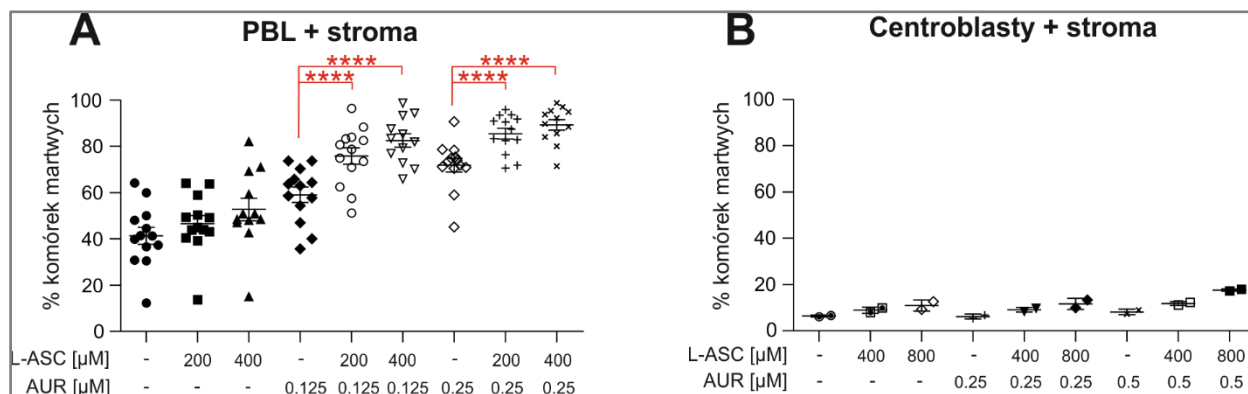 A PBL + stroma
**** ****
**** ****
% komórek martwych
100
80
60
40
20
0
L-ASC [µM] - 200 400 - 200 400 - 200 400
AUR [µM] - - - 0.125 0.125 0.125 0.25 0.25 0.25
B Centroblasty + stroma
% komórek martwych
100
80
60
40
20
0
L-ASC [µM] - 400 800 - 400 800 - 400 800
AUR [µM] - - - 0.25 0.25 0.25 0.5 0.5 0.5